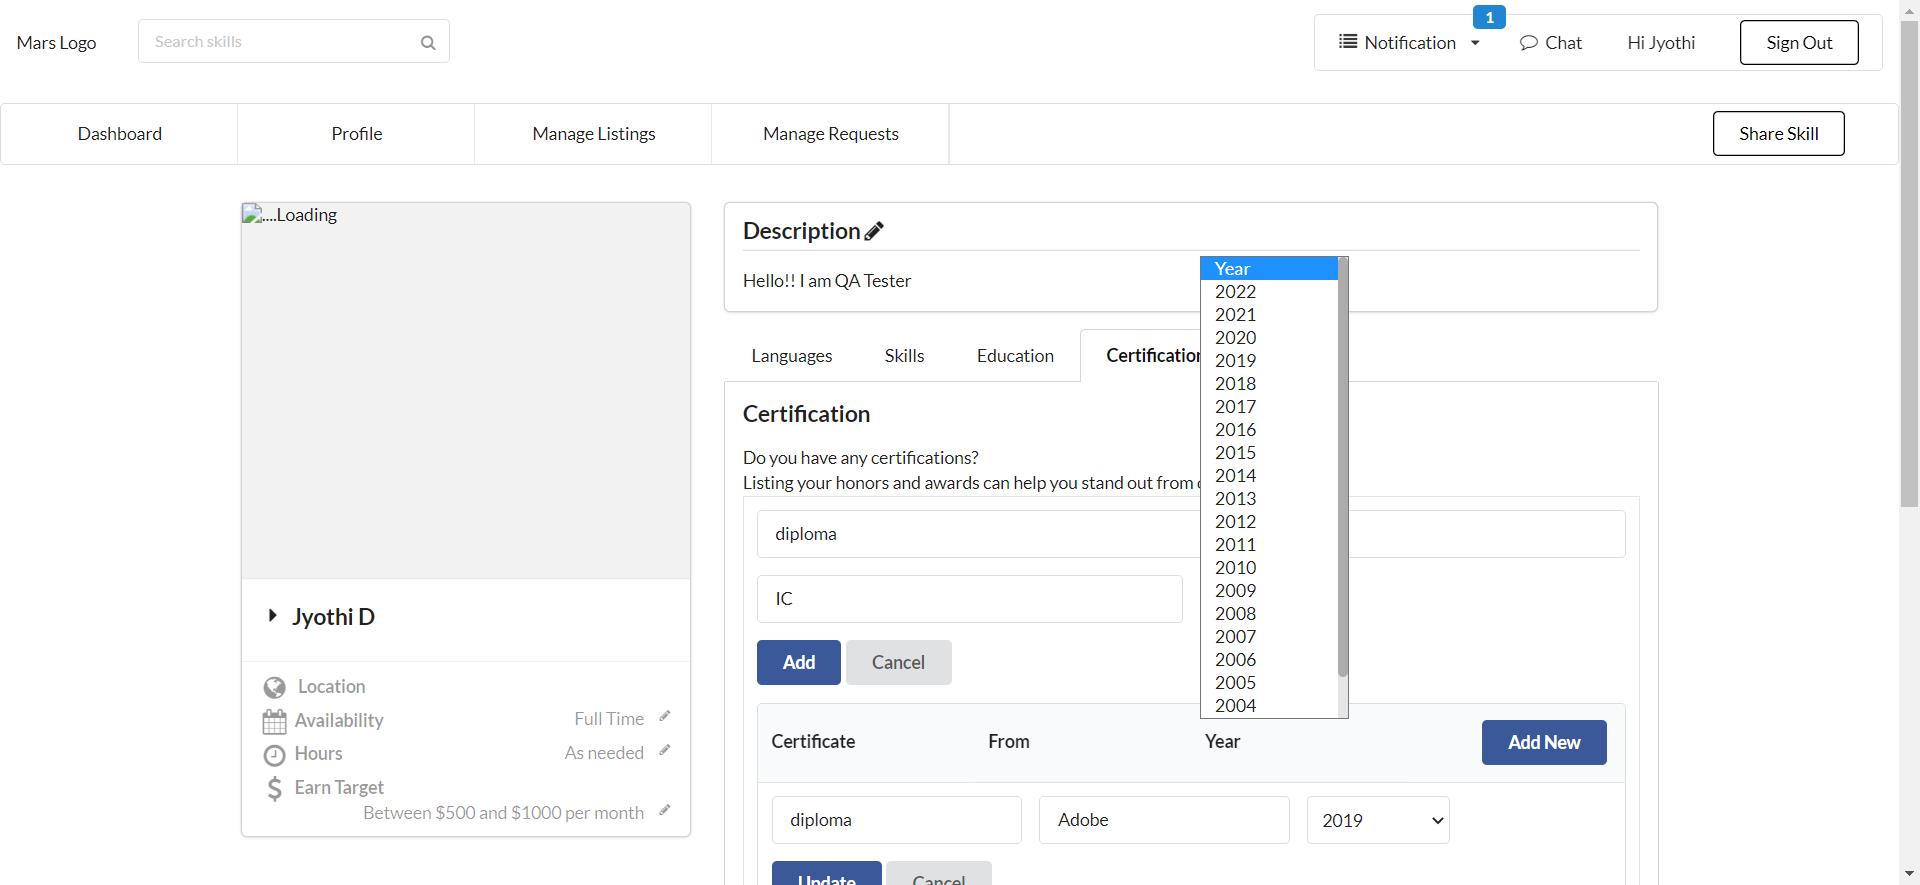 Mars Logo
Search skills
Notification
1
Chat
Hi Jyothi
Sign Out
Dashboard
Profile
Manage Listings
Manage Requests
Share Skill
....Loading
Jyothi D
Location
Availability
Full Time
Hours
As needed
Earn Target
Between $500 and $1000 per month
Description
Hello!! I am QA Tester
Languages
Skills
Education
Certification
Certification
Do you have any certifications?
Listing your honors and awards can help you stand out from
diploma
IC
Add
Cancel
Year
2022
2021
2020
2019
2018
2017
2016
2015
2014
2013
2012
2011
2010
2009
2008
2007
2006
2005
2004
Certificate
From
Year
Add New
diploma
Adobe
2019
Update
Cancel